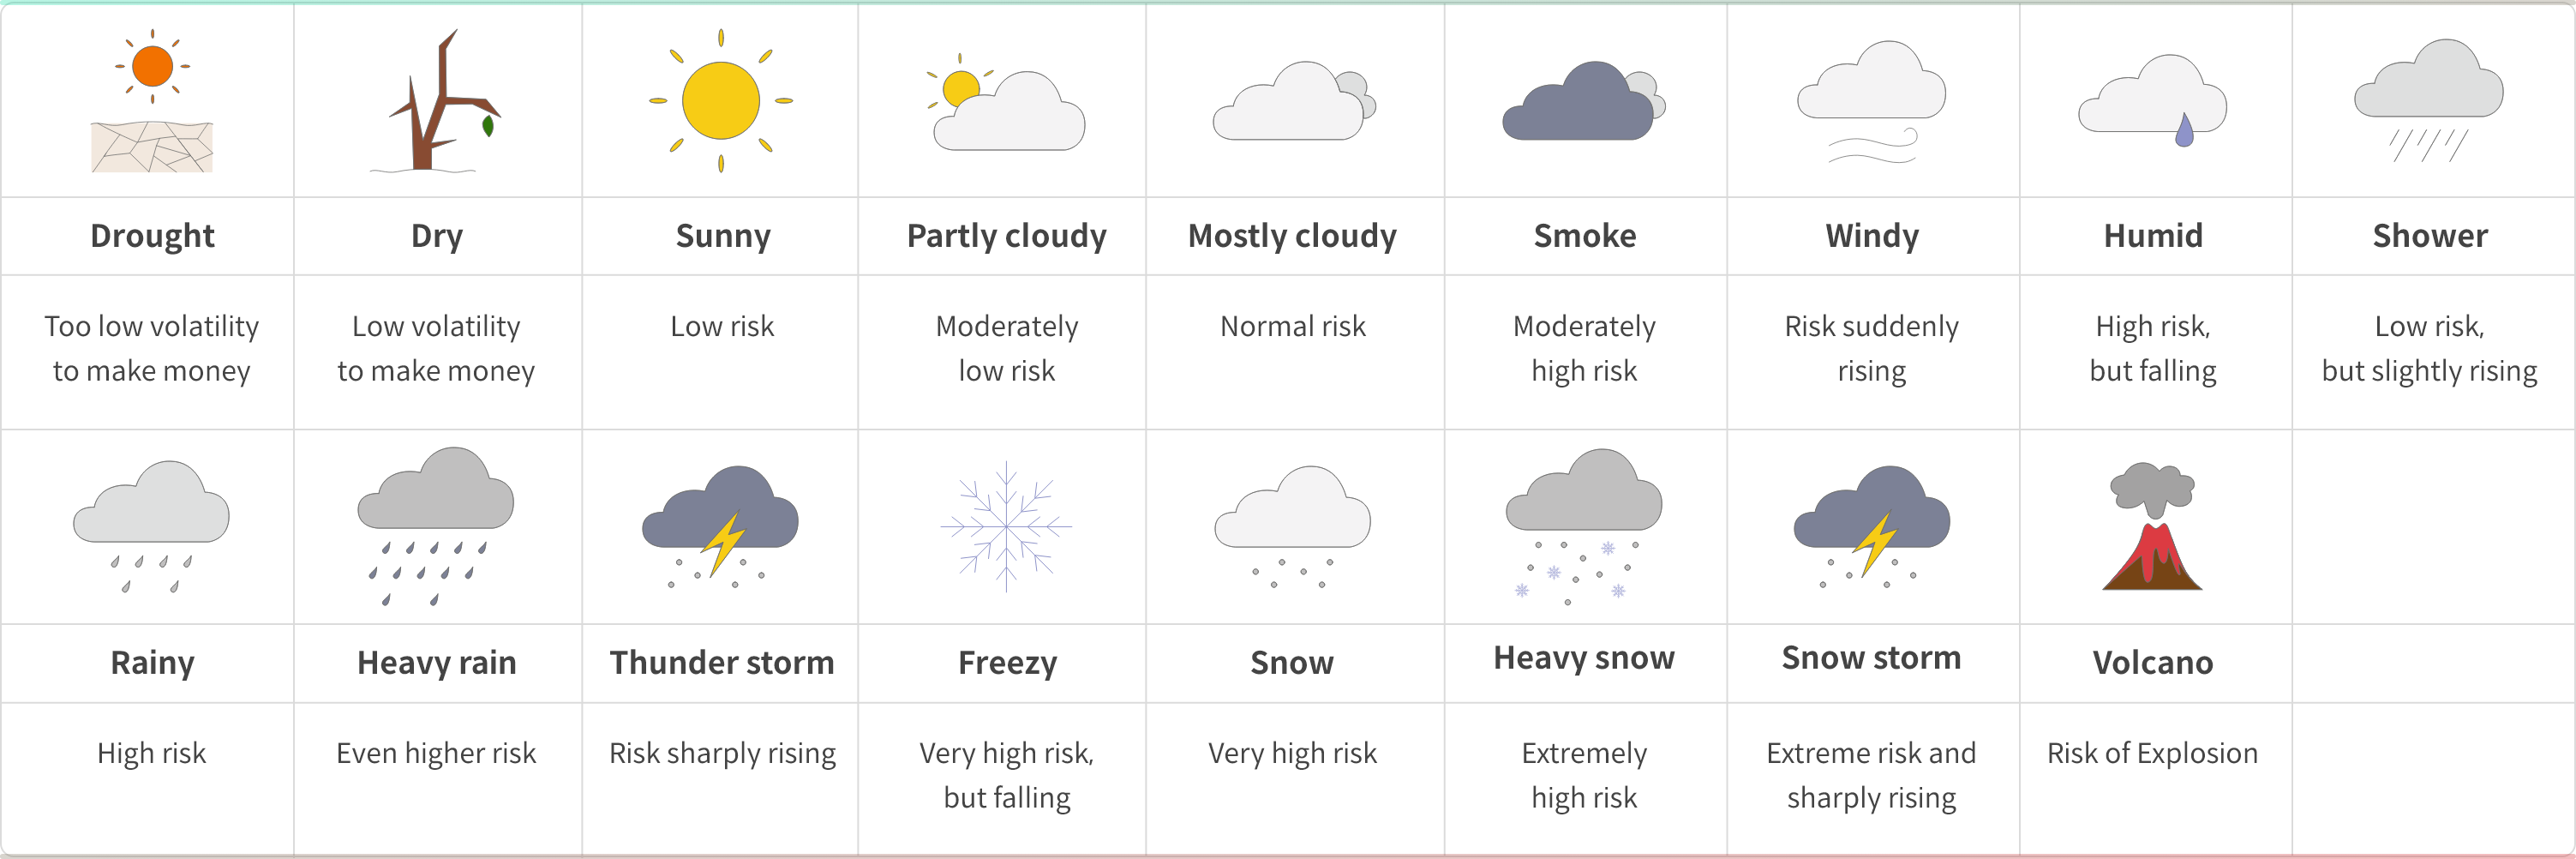 Drought
Dry
Sunny
Partly cloudy
Mostly cloudy
Smoke
Windy
Humid
Shower
Too low volatility
to make money
Low volatility
to make money
Low risk
Moderately
low risk
Normal risk
Moderately
high risk
Risk suddenly
rising
High risk,
but falling
Low risk,
but slightly rising
Rainy
Heavy rain
Thunder storm
Freezy
Snow
Heavy snow
Snow storm
Volcano
High risk
Even higher risk
Risk sharply rising
Very high risk,
but falling
Very high risk
Extremely
high risk
Extreme risk and
sharply rising
Risk of Explosion